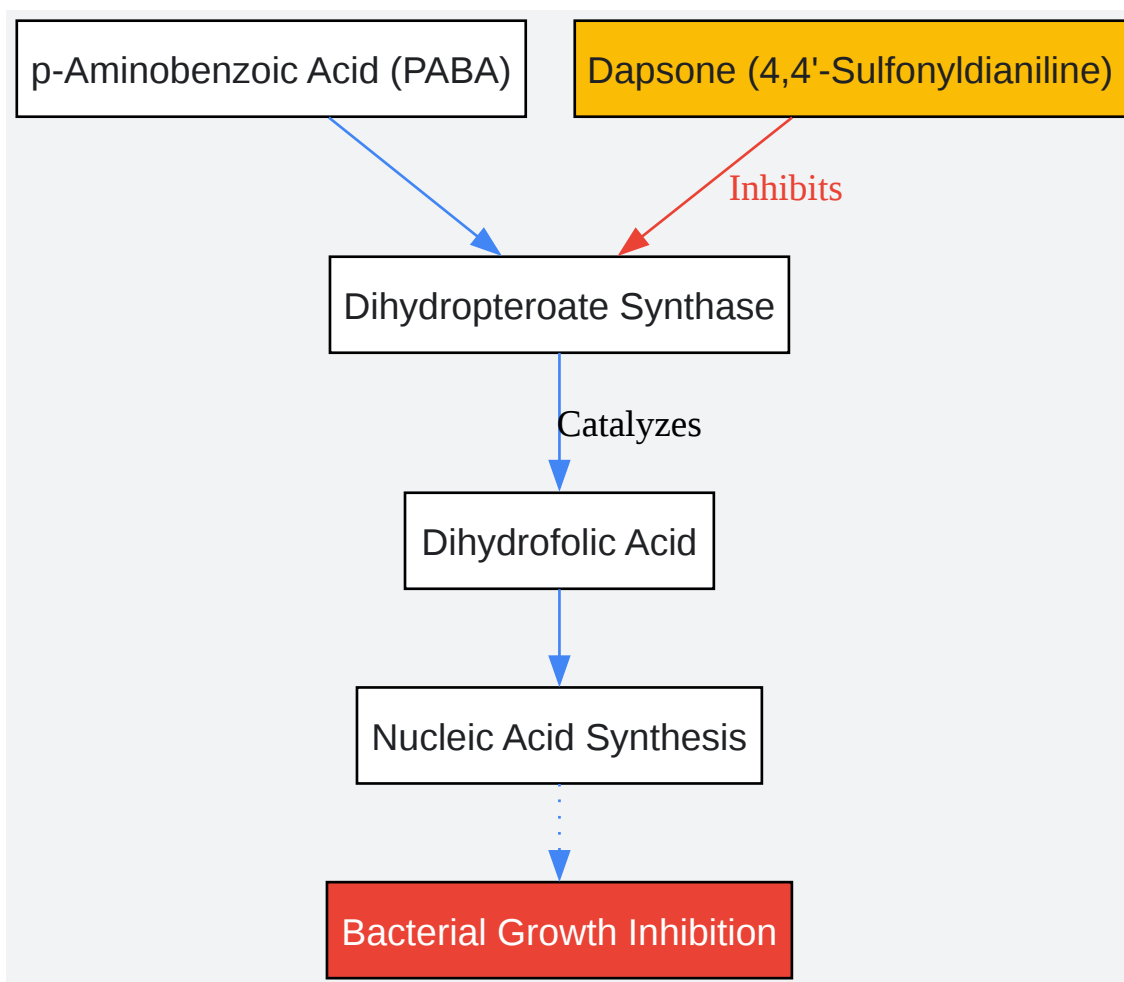 p-Aminobenzoic Acid (PABA)
Dapsone (4,4'-Sulfonyldianiline)
Inhibits
Dihydropteroate Synthase
Catalyzes
Dihydrofolic Acid
Nucleic Acid Synthesis
Bacterial Growth Inhibition